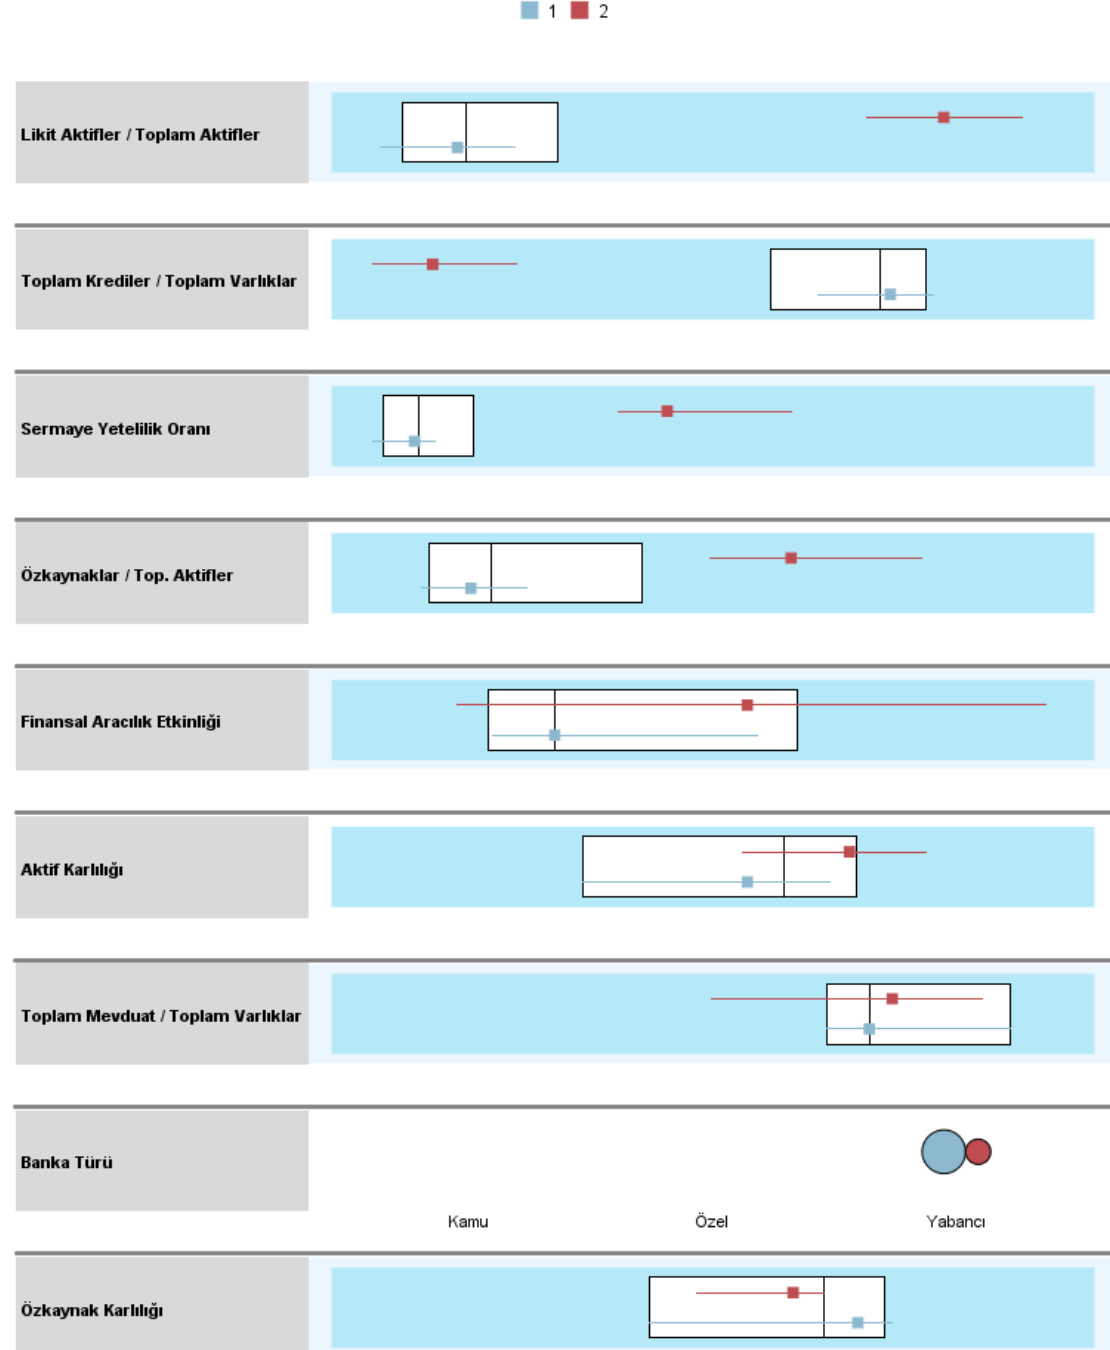 1 2
Likit Aktifler / Toplam Aktifler
Toplam Krediler / Toplam Varlıklar
Sermaye Yetelilik Oranı
Özkaynaklar / Top. Aktifler
Finansal Aracılık Etkinliği
Aktif Karlılığı
Toplam Mevduat / Toplam Varlıklar
Banka Türü
Kamu Özel Yabancı
Özkaynak Karlılığı